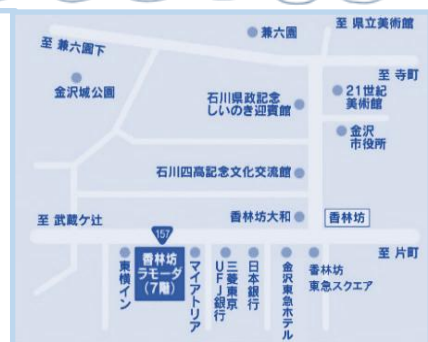 至 兼六園下
兼六園
至 県立美術館
金沢城公園
石川県政記念
しいのき迎賓館
至 寺町
21世紀
美術館
金沢
市役所
石川四高記念文化交流館
香林坊大和
香林坊
至 武蔵ケ辻
157
至 片町
東横イン
香林坊
ラモーダ
(7階)
マイアトリア
三菱東京
UFJ銀行
日本銀行
金沢東急ホテル
香林坊
東急スクエア